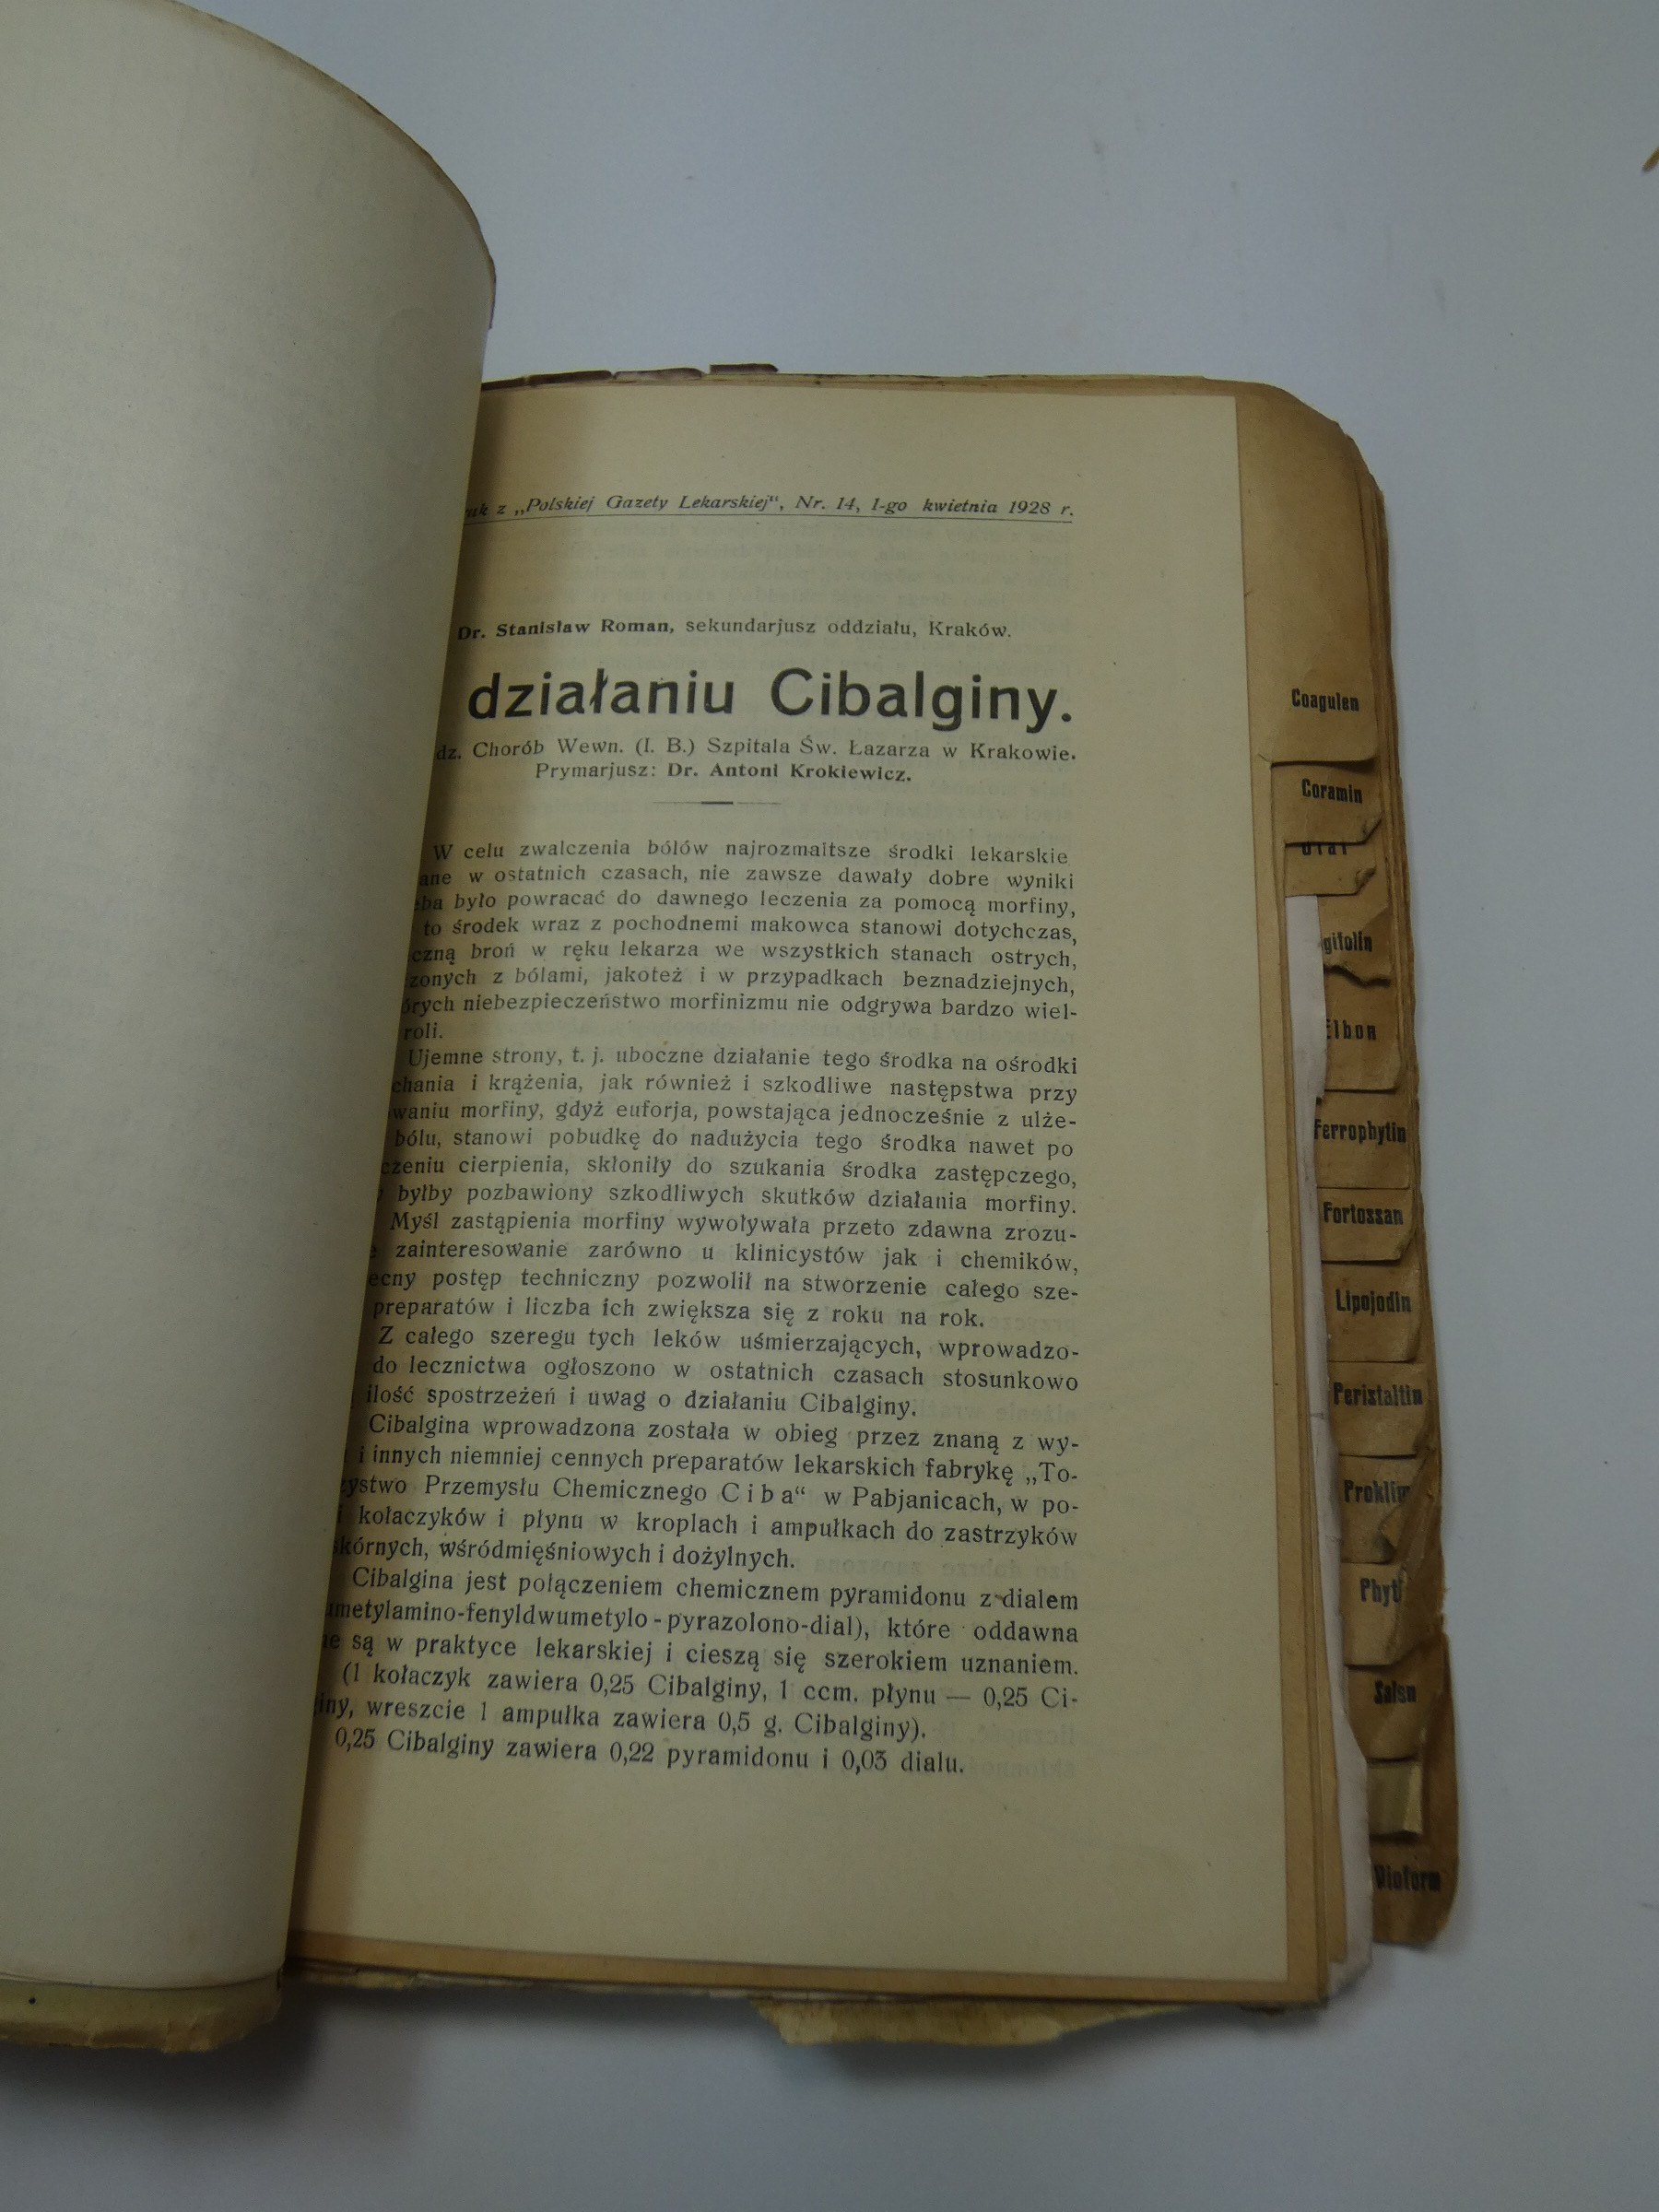 z „Polskiej Gazety Lekarskiej“, Nr. 14, 1-go kwietnia 1928 r.
Dr. Stanisław Roman, sekundarjusz oddziału, Kraków.
działaniu Cibalginy.
dz. Chorób Wewn. (I. B.) Szpitala Św. Łazarza w Krakowie.
Prymarjusz: Dr. Antoni Krokiewicz.
W celu zwalczenia bólów najrozmaitsze środki lekarskie
ane w ostatnich czasach, nie zawsze dawały dobre wyniki
ba było powracać do dawnego leczenia za pomocą morfiny,
to środek wraz z pochodnemi makowca stanowi dotychczas,
czną broń w ręku lekarza we wszystkich stanach ostrych,
zonych z bólami, jakoteż i w przypadkach beznadziejnych,
órych niebezpieczeństwo morfinizmu nie odgrywa bardzo wiel-
roli.
Ujemne strony, t. j. uboczne działanie tego środka na ośrodki
chania i krążenia, jak również i szkodliwe następstwa przy
waniu morfiny, gdyż euforja, powstająca jednocześnie z ulże-
bólu, stanowi pobudkę do nadużycia tego środka nawet po
czeniu cierpienia, skłoniły do szukania środka zastępczego,
byłby pozbawiony szkodliwych skutków działania morfiny.
Myśl zastąpienia morfiny wywoływała przeto zdawna zrozu-
e zainteresowanie zarówno u klinicystów jak i chemików,
ecny postęp techniczny pozwolił na stworzenie całego sze-
preparatów i liczba ich zwiększa się z roku na rok.
Z całego szeregu tych leków uśmierzających, wprowadzo-
do lecznictwa ogłoszono w ostatnich czasach stosunkowo
ilość spostrzeżeń i uwag o działaniu Cibalginy.
Cibalgina wprowadzona została w obieg przez znaną z wy-
i innych niemniej cennych preparatów lekarskich fabrykę „To-
zystwo Przemysłu Chemicznego Ciba“ w Pabjanicach, w po-
i kołaczyków i płynu w kroplach i ampułkach do zastrzyków
skórnych, wśródmięśniowych i dożylnych.
Cibalgina jest połączeniem chemicznem pyramidonu z dialem
umetylamino-fenyldwumetylo-pyrazolono-dial), które oddawna
ne są w praktyce lekarskiej i cieszą się szerokiem uznaniem.
(1 kołaczyk zawiera 0,25 Cibalginy, 1 ccm. płynu — 0,25 Ci-
iny, wreszcie 1 ampułka zawiera 0,5 g. Cibalginy).
0,25 Cibalginy zawiera 0,22 pyramidonu i 0,03 dialu.
Coagulen
Coramin
Dial
gitolin
Elbon
Ferrophytin
Fortossan
Lipojodin
Peristaltin
Proklim
Phyti
Salen
Vioform